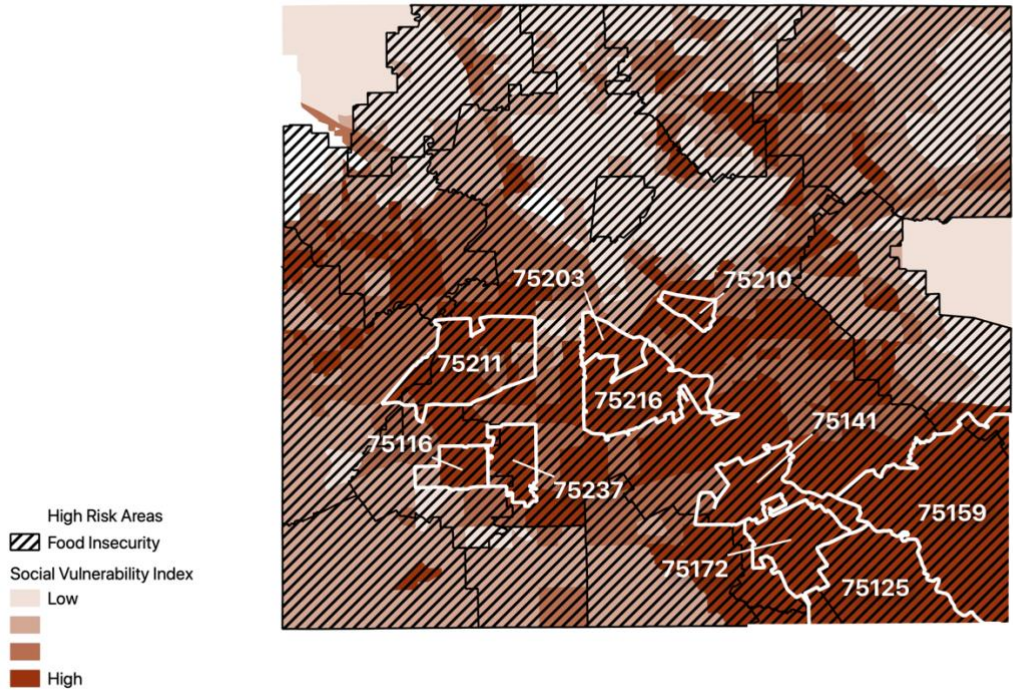 75203
75210
75211
75216
75141
75116
75237
75159
75172
75125
High Risk Areas
Food Insecurity
Social Vulnerability Index
Low
High